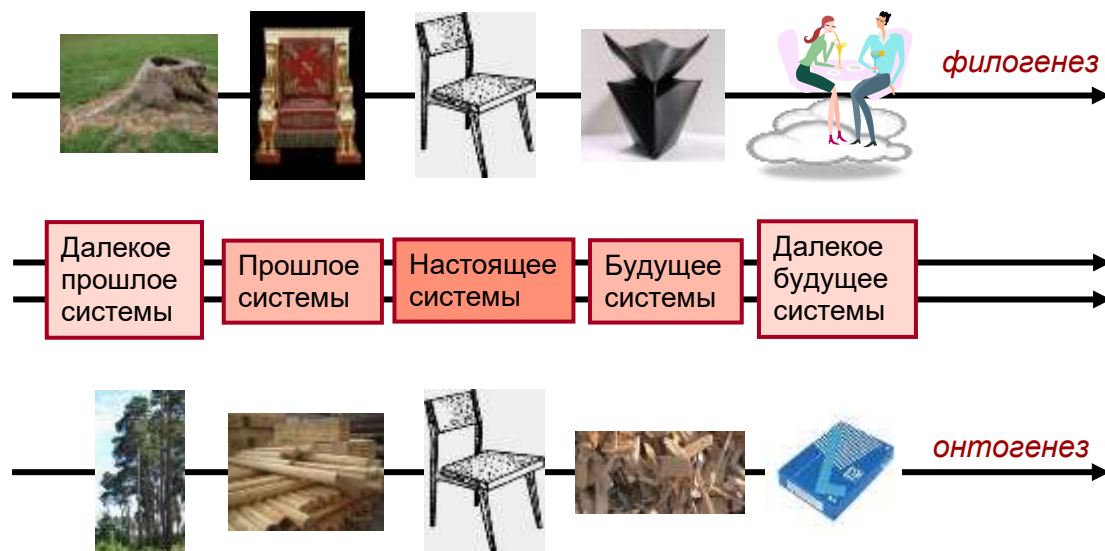 филогенез
Далекое
прошлое
системы
Прошлое
системы
Настоящее
системы
Будущее
системы
Далекое
будущее
системы
онтогенез